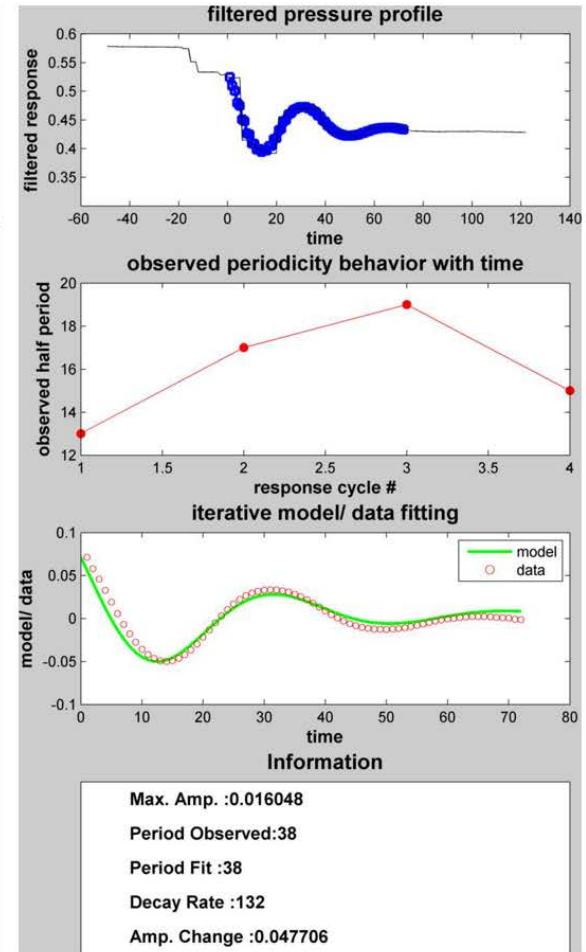 filtered pressure profile
0.6
0.55
0.5
0.45
0.4
0.35
filtered response
-60 -40 -20 0 20 40 60 80 100 120 140
time
observed periodicity behavior with time
20
18
16
14
12
observed half period
1 1.5 2 2.5 3 3.5 4
response cycle #
iterative model/ data fitting
0.1
0.05
0
-0.05
-0.1
model/ data
model
data
0 10 20 30 40 50 60 70 80
time
Information
Max. Amp. :0.016048
Period Observed:38
Period Fit :38
Decay Rate :132
Amp. Change :0.047706